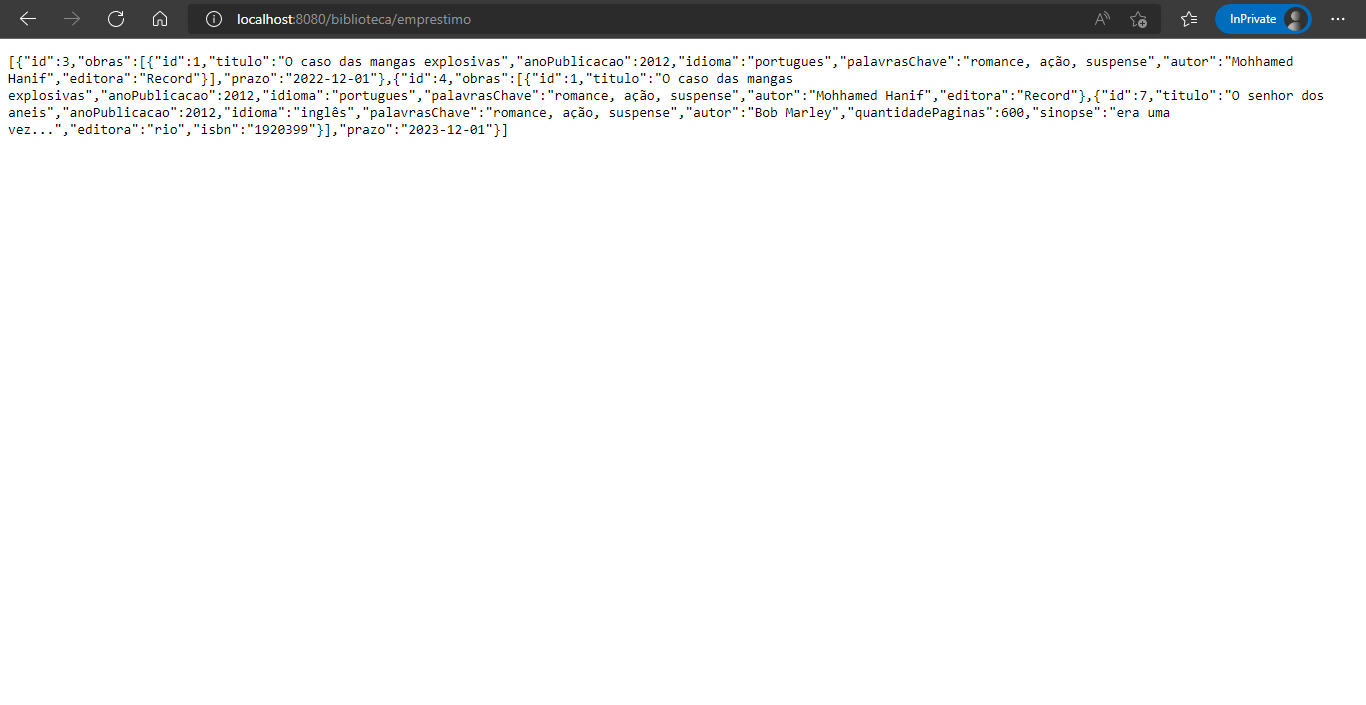 localhost:8080/biblioteca/emprestimo
InPrivate
[{"id":3,"obras":[{"id":1,"titulo":"O caso das mangas explosivas","anoPublicacao":2012,"idioma":"portugues","palavrasChave":"romance, ação, suspense","autor":"Mohhamed
Hanif","editora":"Record"}],"prazo":"2022-12-01"},{"id":4,"obras":[{"id":1,"titulo":"O caso das mangas
explosivas","anoPublicacao":2012,"idioma":"portugues","palavrasChave":"romance, ação, suspense","autor":"Mohhamed Hanif","editora":"Record"},{"id":7,"titulo":"O senhor dos
aneis","anoPublicacao":2012,"idioma":"inglês","palavrasChave":"romance, ação, suspense","autor":"Bob Marley","quantidadePaginas":600,"sinopse":"era uma
vez...","editora":"rio","isbn":"1920399"}],"prazo":"2023-12-01"}]